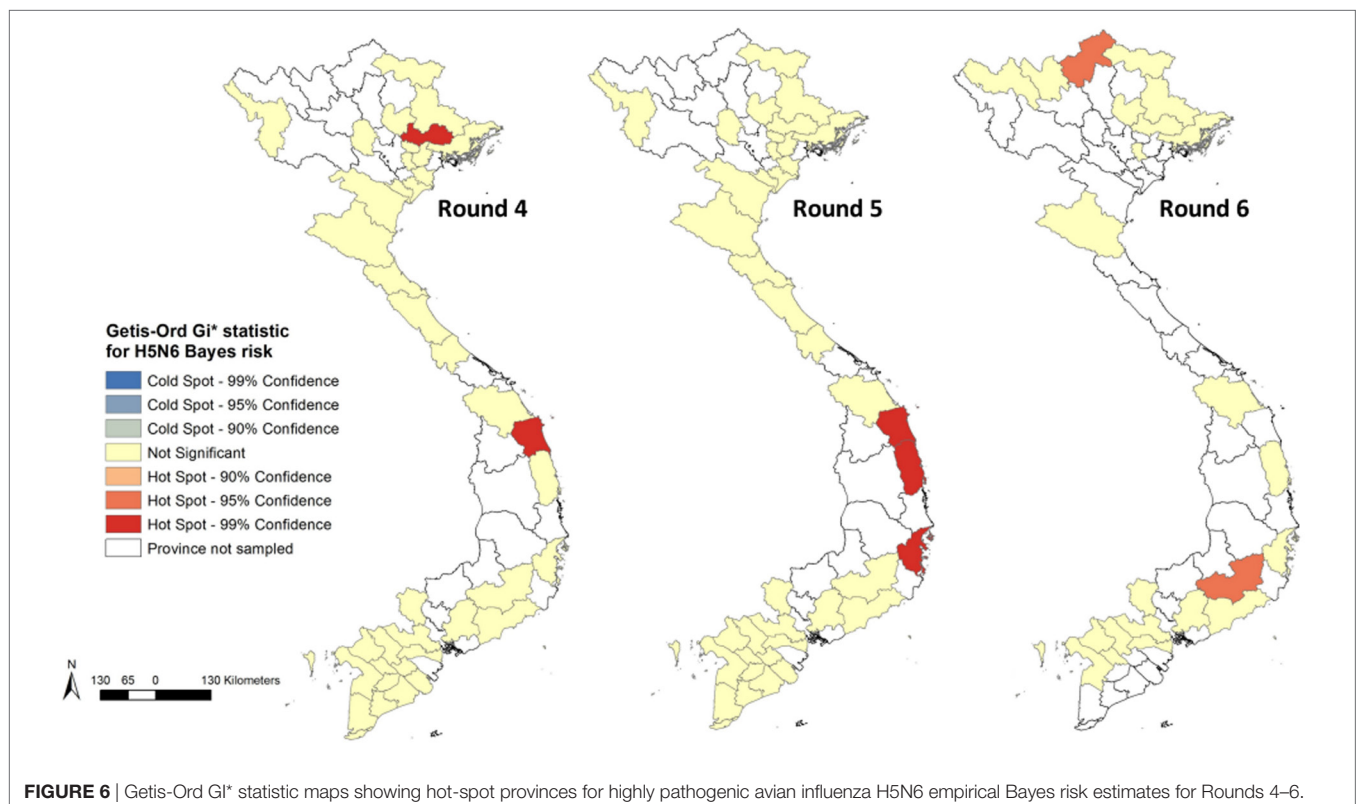 Round 4
Round 5
Round 6
Getis-Ord Gi* statistic
for H5N6 Bayes risk
Cold Spot - 99% Confidence
Cold Spot - 95% Confidence
Cold Spot - 90% Confidence
Not Significant
Hot Spot - 90% Confidence
Hot Spot - 95% Confidence
Hot Spot - 99% Confidence
Province not sampled
N
130 65 0 130 Kilometers
FIGURE 6 | Getis-Ord GI* statistic maps showing hot-spot provinces for highly pathogenic avian influenza H5N6 empirical Bayes risk estimates for Rounds 4–6.